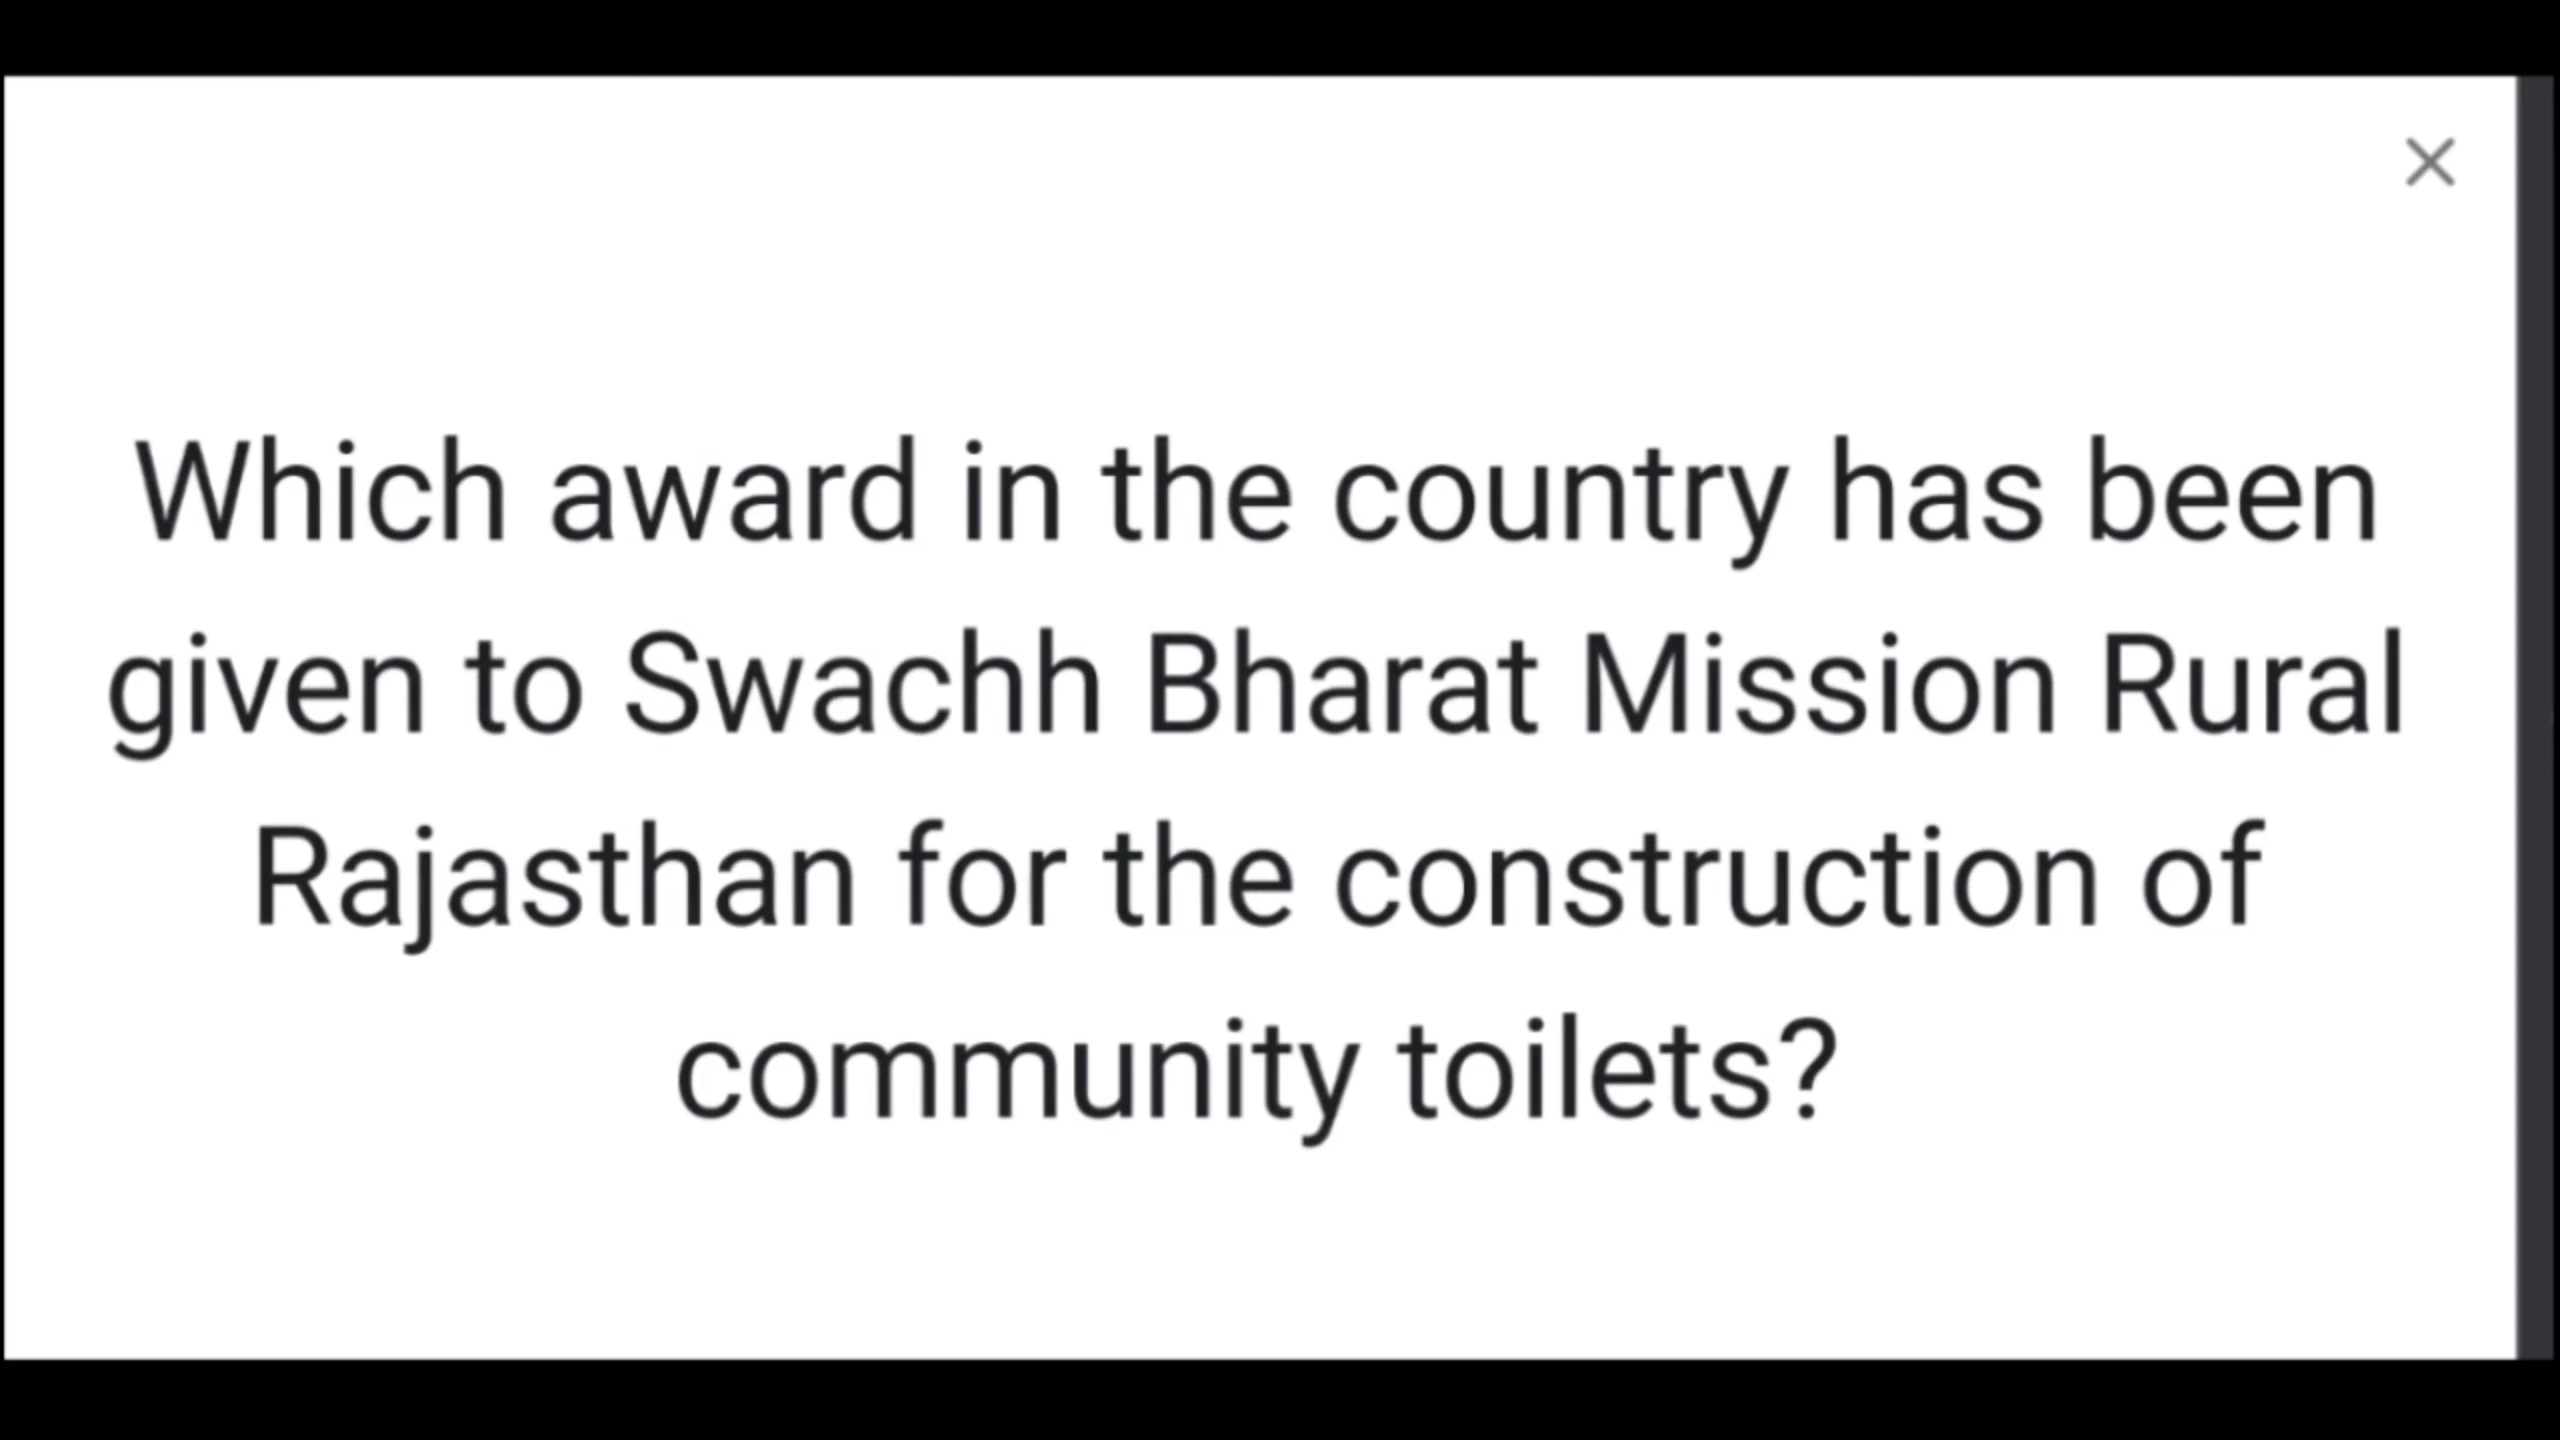 Which award in the country has been
given to Swachh Bharat Mission Rural
Rajasthan for the construction of
community toilets?